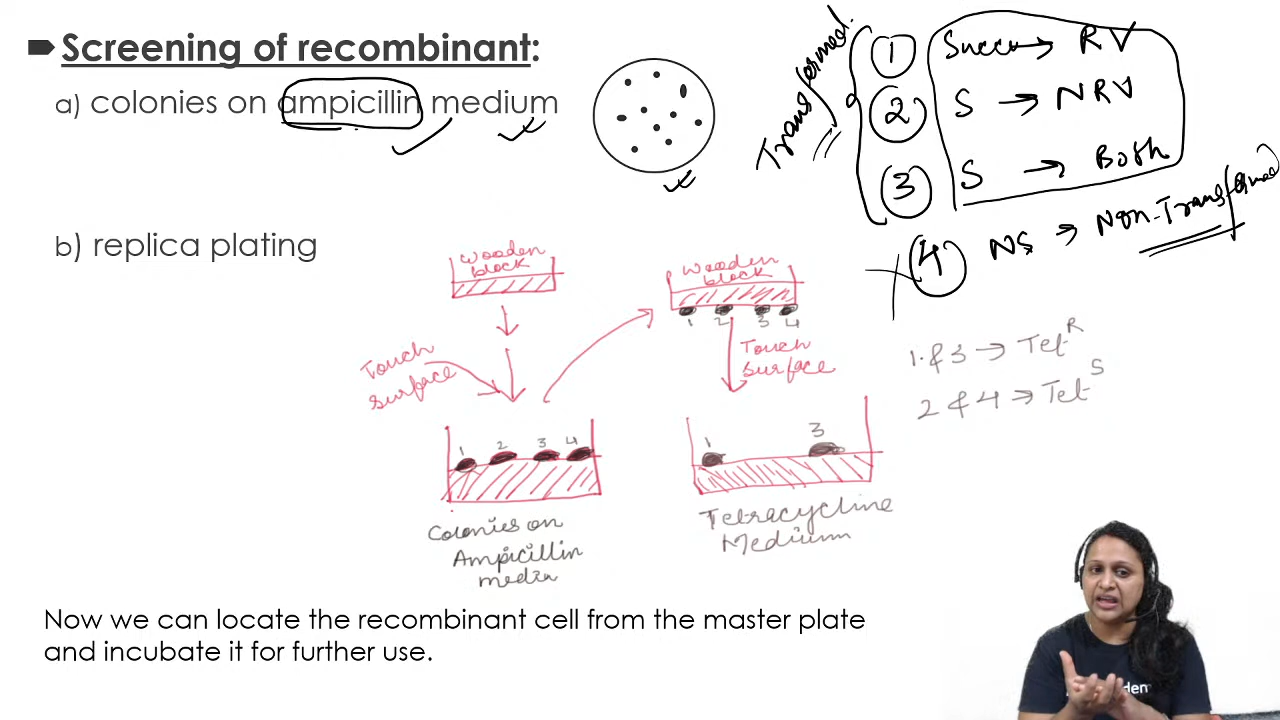 Screening of recombinant:
a) colonies on ampicillin medium
b) replica plating
Transformed.
1 Succe → RV
2 S → NRV
3 S → Both
4 NS → Non-Transformed
Wooden block
Touch surface
1 2 3 4
Colonies on
Ampicillin
media
Wooden block
1 2 3 4
Touch
surface
1 3
Tetracycline
Medium
1 & 3 → Tet^R
2 & 4 → Tet^S
Now we can locate the recombinant cell from the master plate
and incubate it for further use.